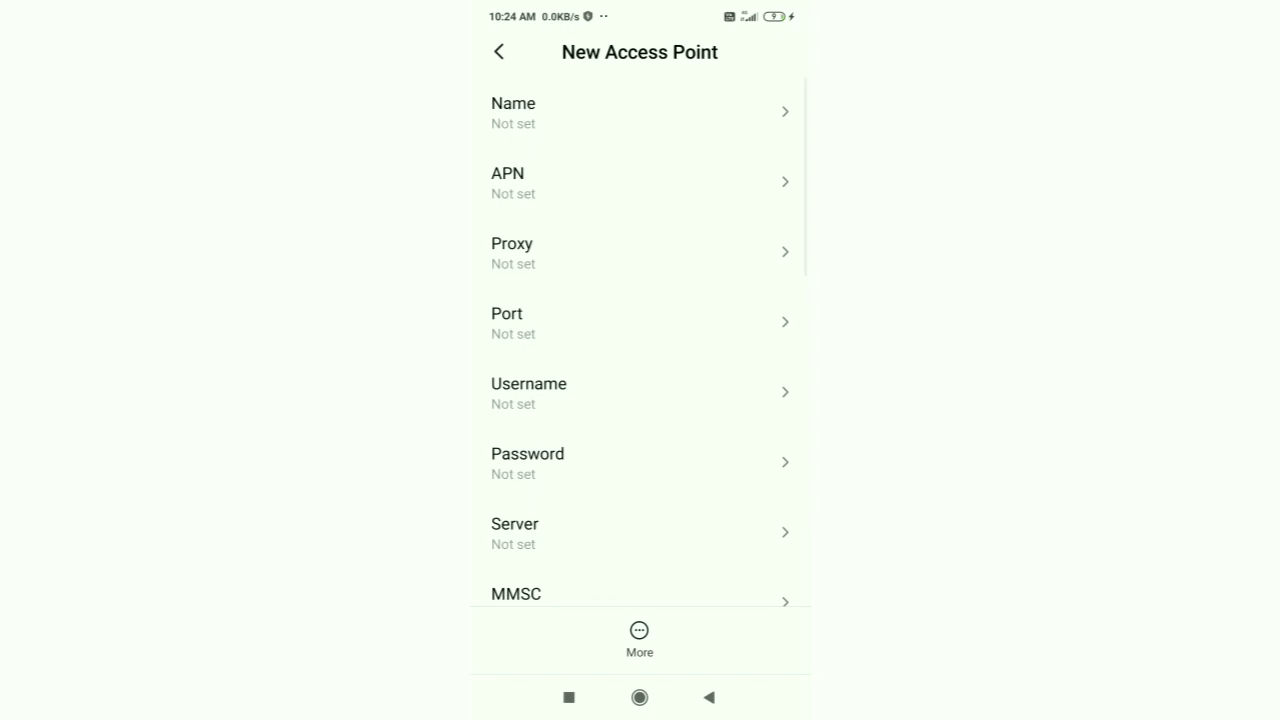 10:24 AM 0.0KB/s
9
New Access Point
Name
Not set
APN
Not set
Proxy
Not set
Port
Not set
Username
Not set
Password
Not set
Server
Not set
MMSC
More